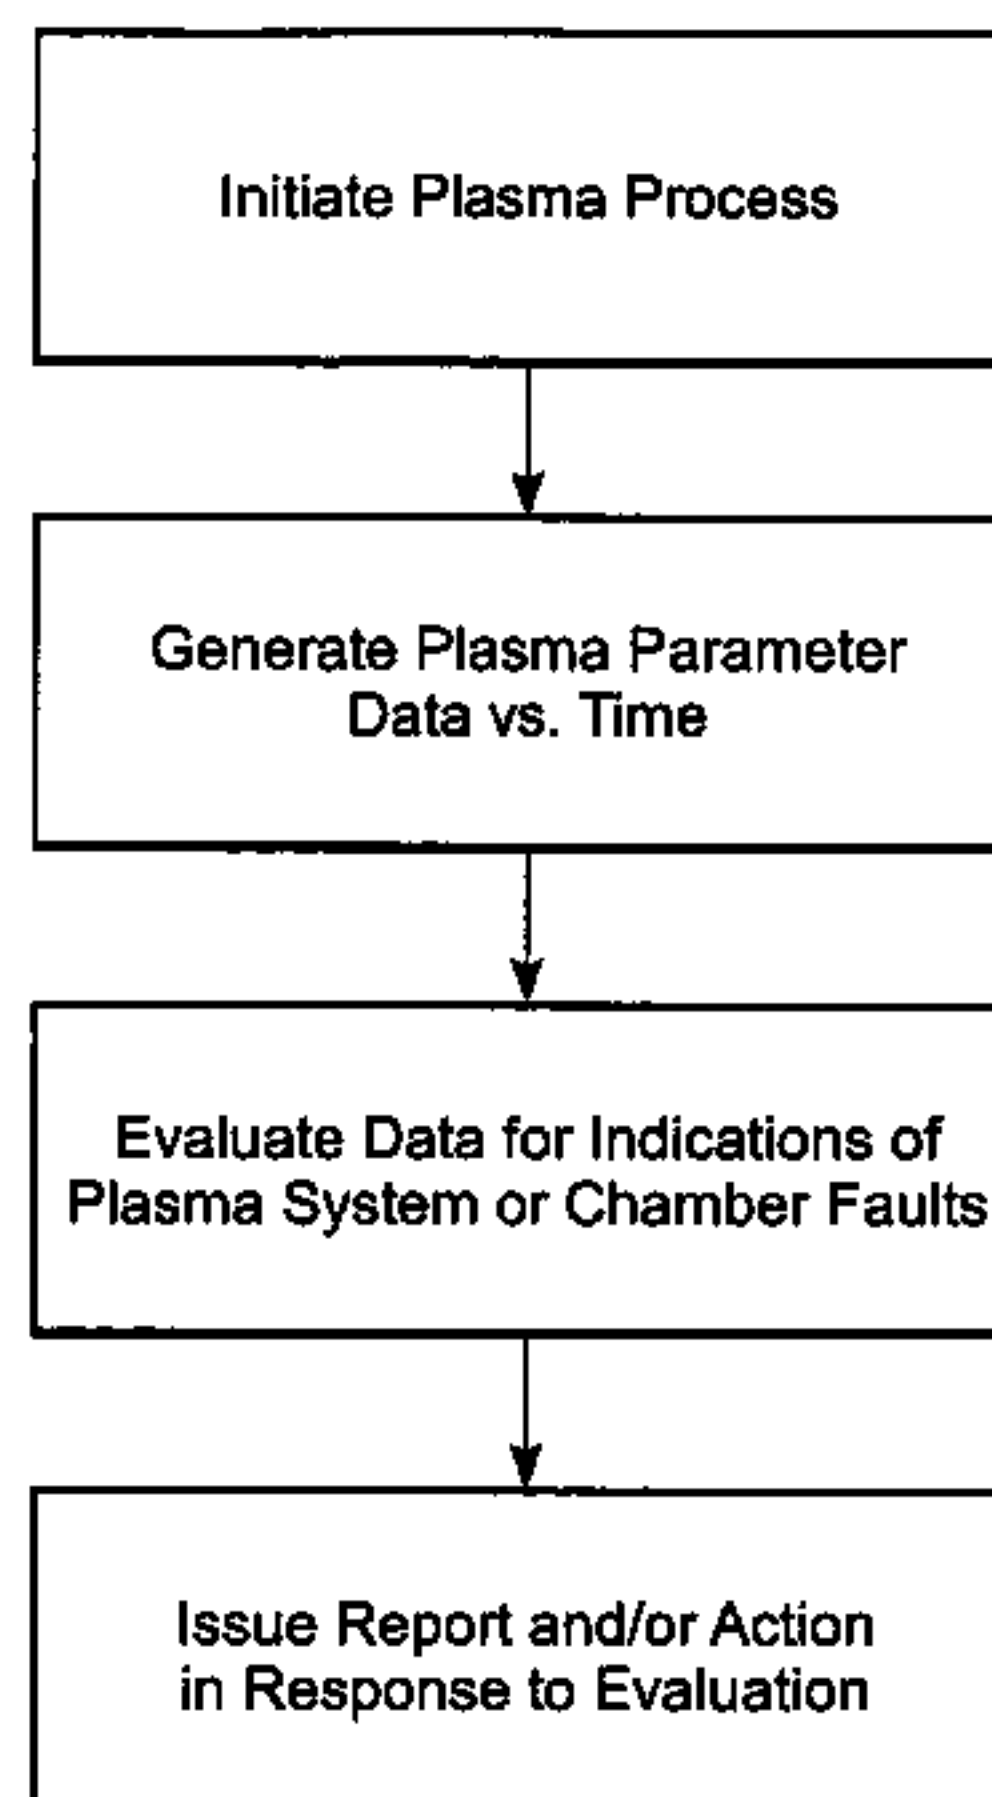 Initiate Plasma Process
Generate Plasma Parameter
Data vs. Time
Evaluate Data for Indications of
Plasma System or Chamber Faults
Issue Report and/or Action
in Response to Evaluation